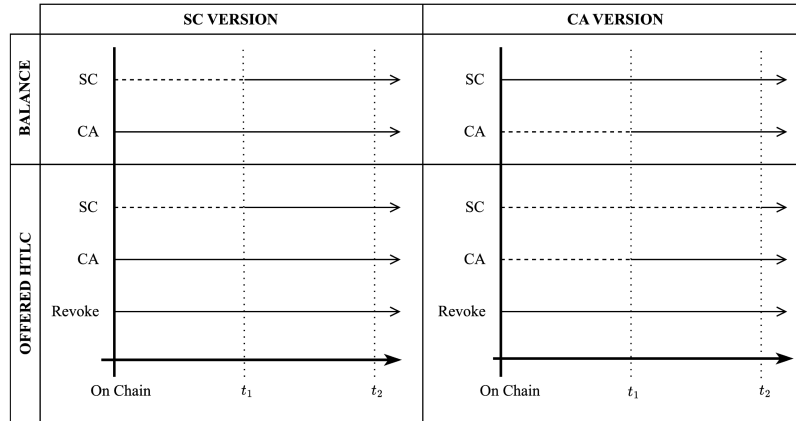 SC VERSION
CA VERSION
BALANCE
SC
CA
SC
CA
OFFERED HTLC
SC
CA
Revoke
SC
CA
Revoke
On Chain
t₁
t₂
On Chain
t₁
t₂